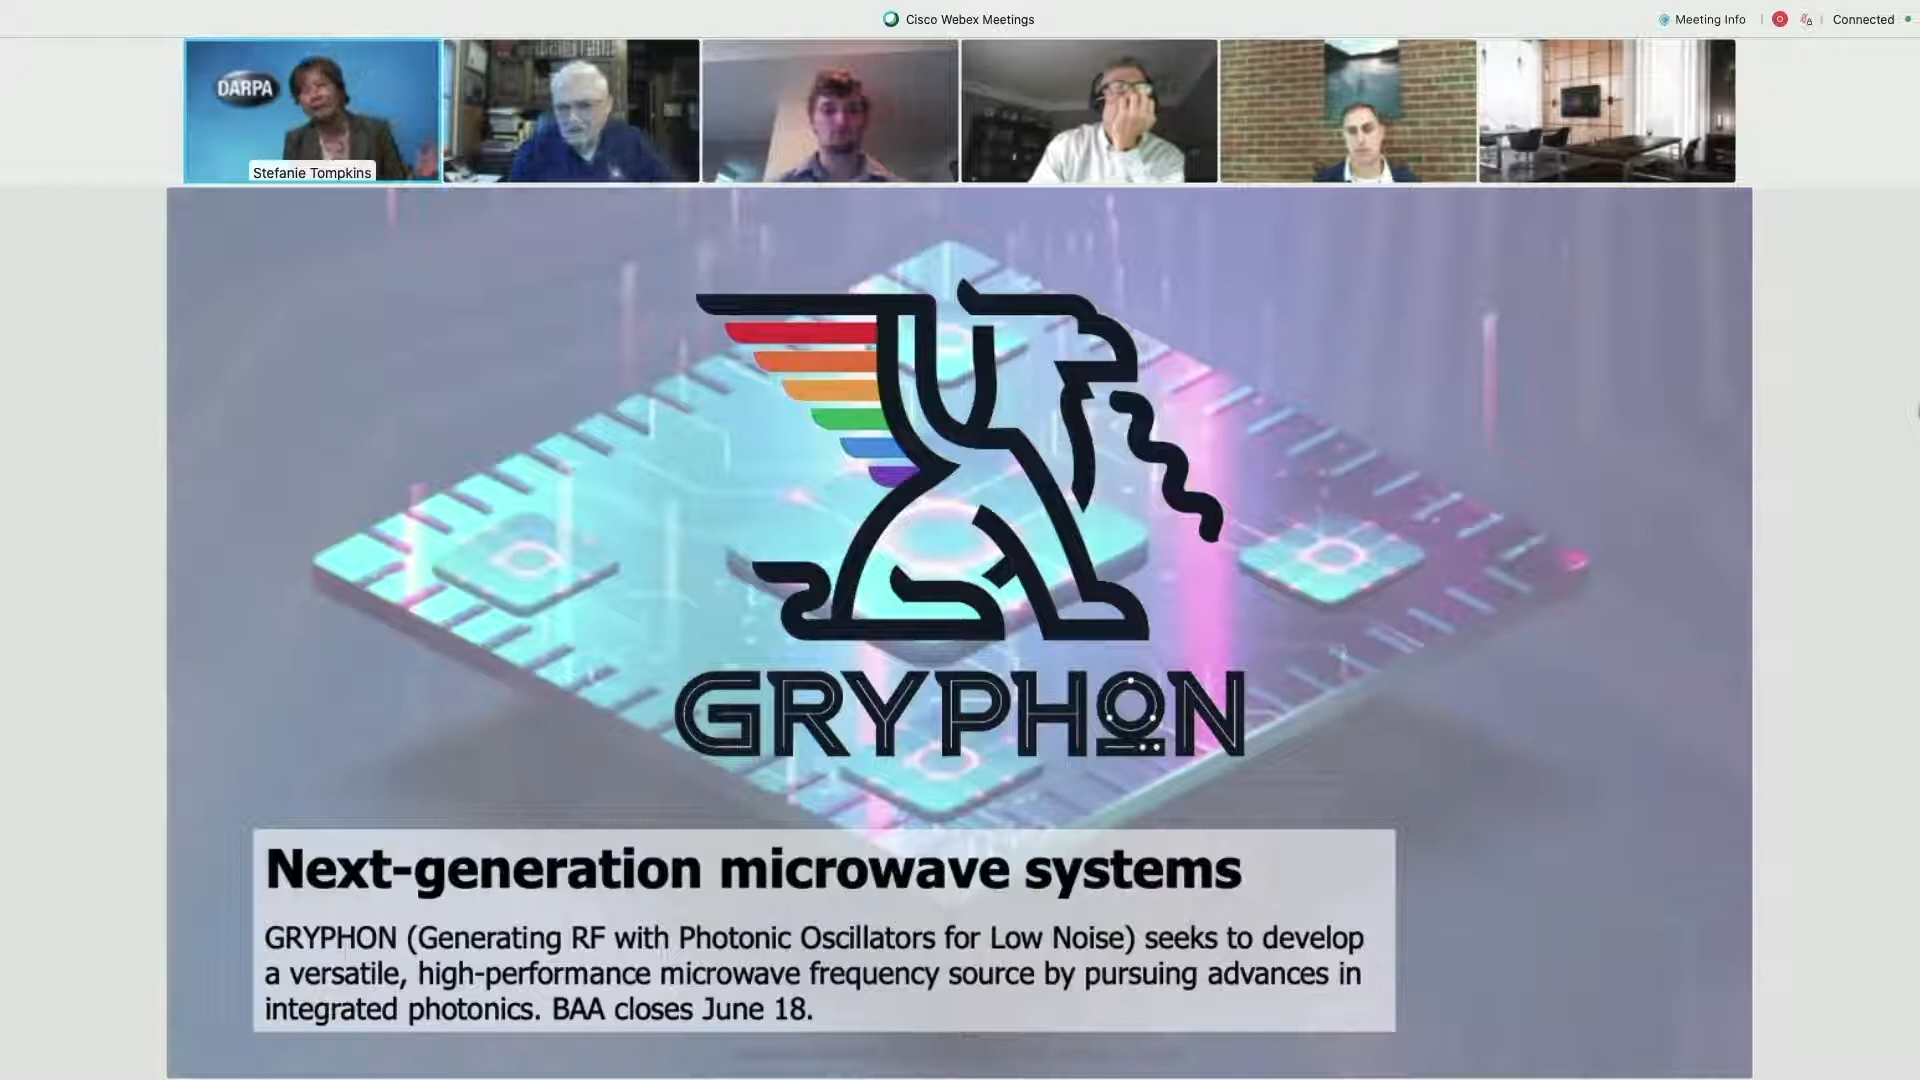 Cisco Webex Meetings
Meeting Info
Connected
DARPA
Stefanie Tompkins
GRYPHON
Next-generation microwave systems
GRYPHON (Generating RF with Photonic Oscillators for Low Noise) seeks to develop
a versatile, high-performance microwave frequency source by pursuing advances in
integrated photonics. BAA closes June 18.